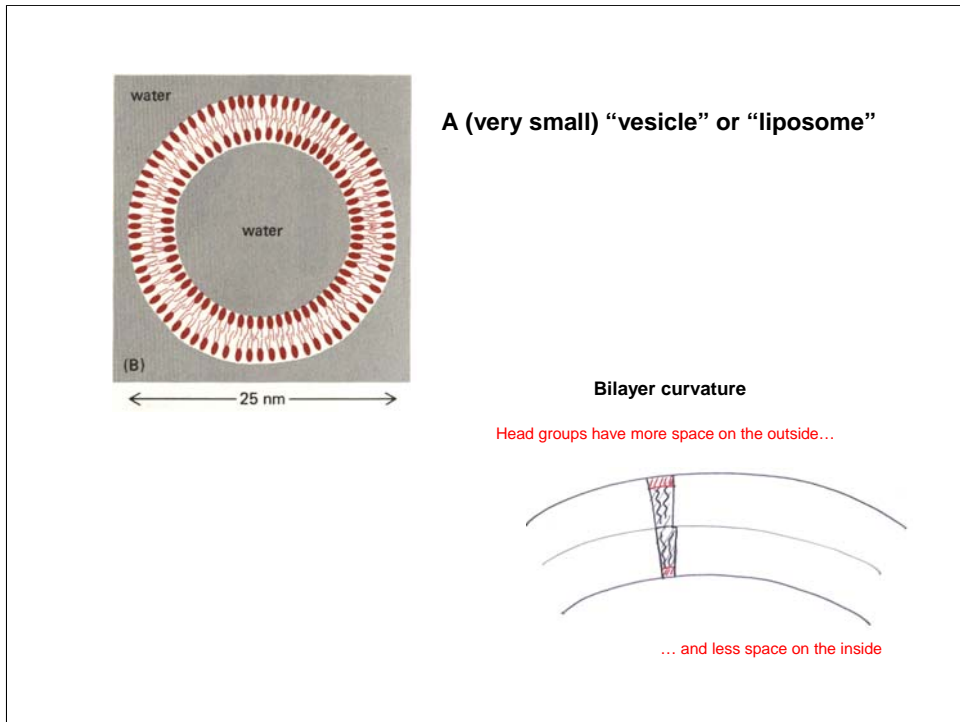 water
A (very small) “vesicle” or “liposome”
water
(B)
25 nm
Bilayer curvature
Head groups have more space on the outside…
… and less space on the inside